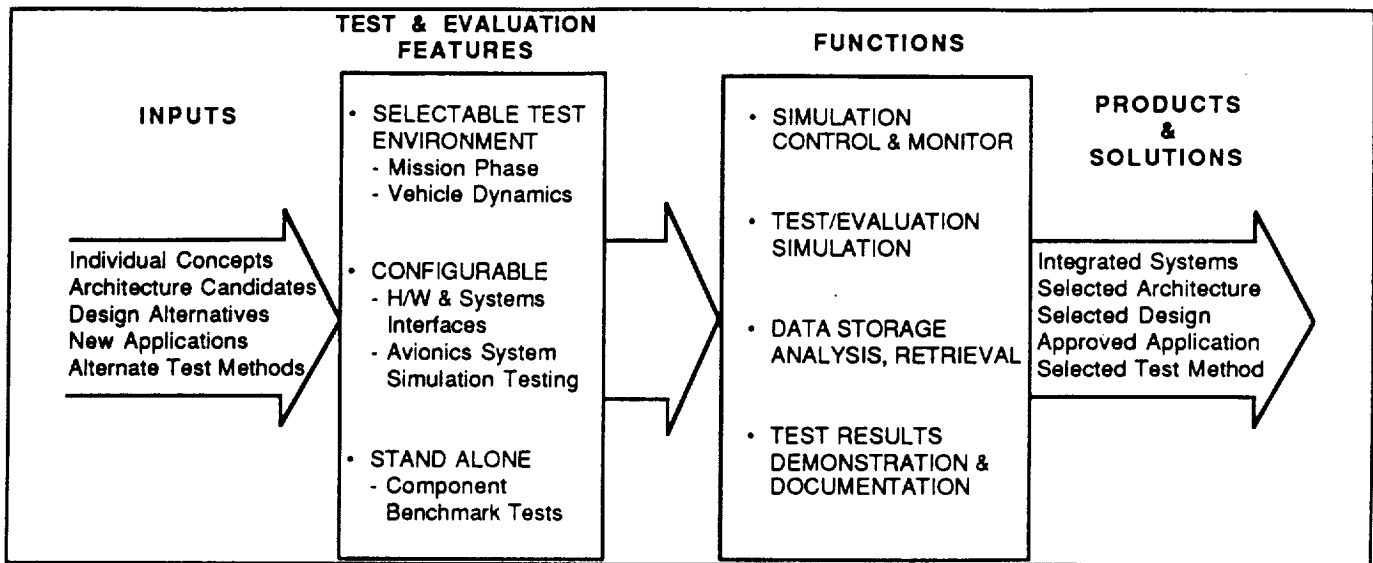 INPUTS
Individual Concepts
Architecture Candidates
Design Alternatives
New Applications
Alternate Test Methods
TEST & EVALUATION
FEATURES
• SELECTABLE TEST
ENVIRONMENT
- Mission Phase
- Vehicle Dynamics
• CONFIGURABLE
- H/W & Systems
Interfaces
- Avionics System
Simulation Testing
• STAND ALONE
- Component
Benchmark Tests
FUNCTIONS
• SIMULATION
CONTROL & MONITOR
• TEST/EVALUATION
SIMULATION
• DATA STORAGE
ANALYSIS, RETRIEVAL
• TEST RESULTS
DEMONSTRATION &
DOCUMENTATION
PRODUCTS
&
SOLUTIONS
Integrated Systems
Selected Architecture
Selected Design
Approved Application
Selected Test Method